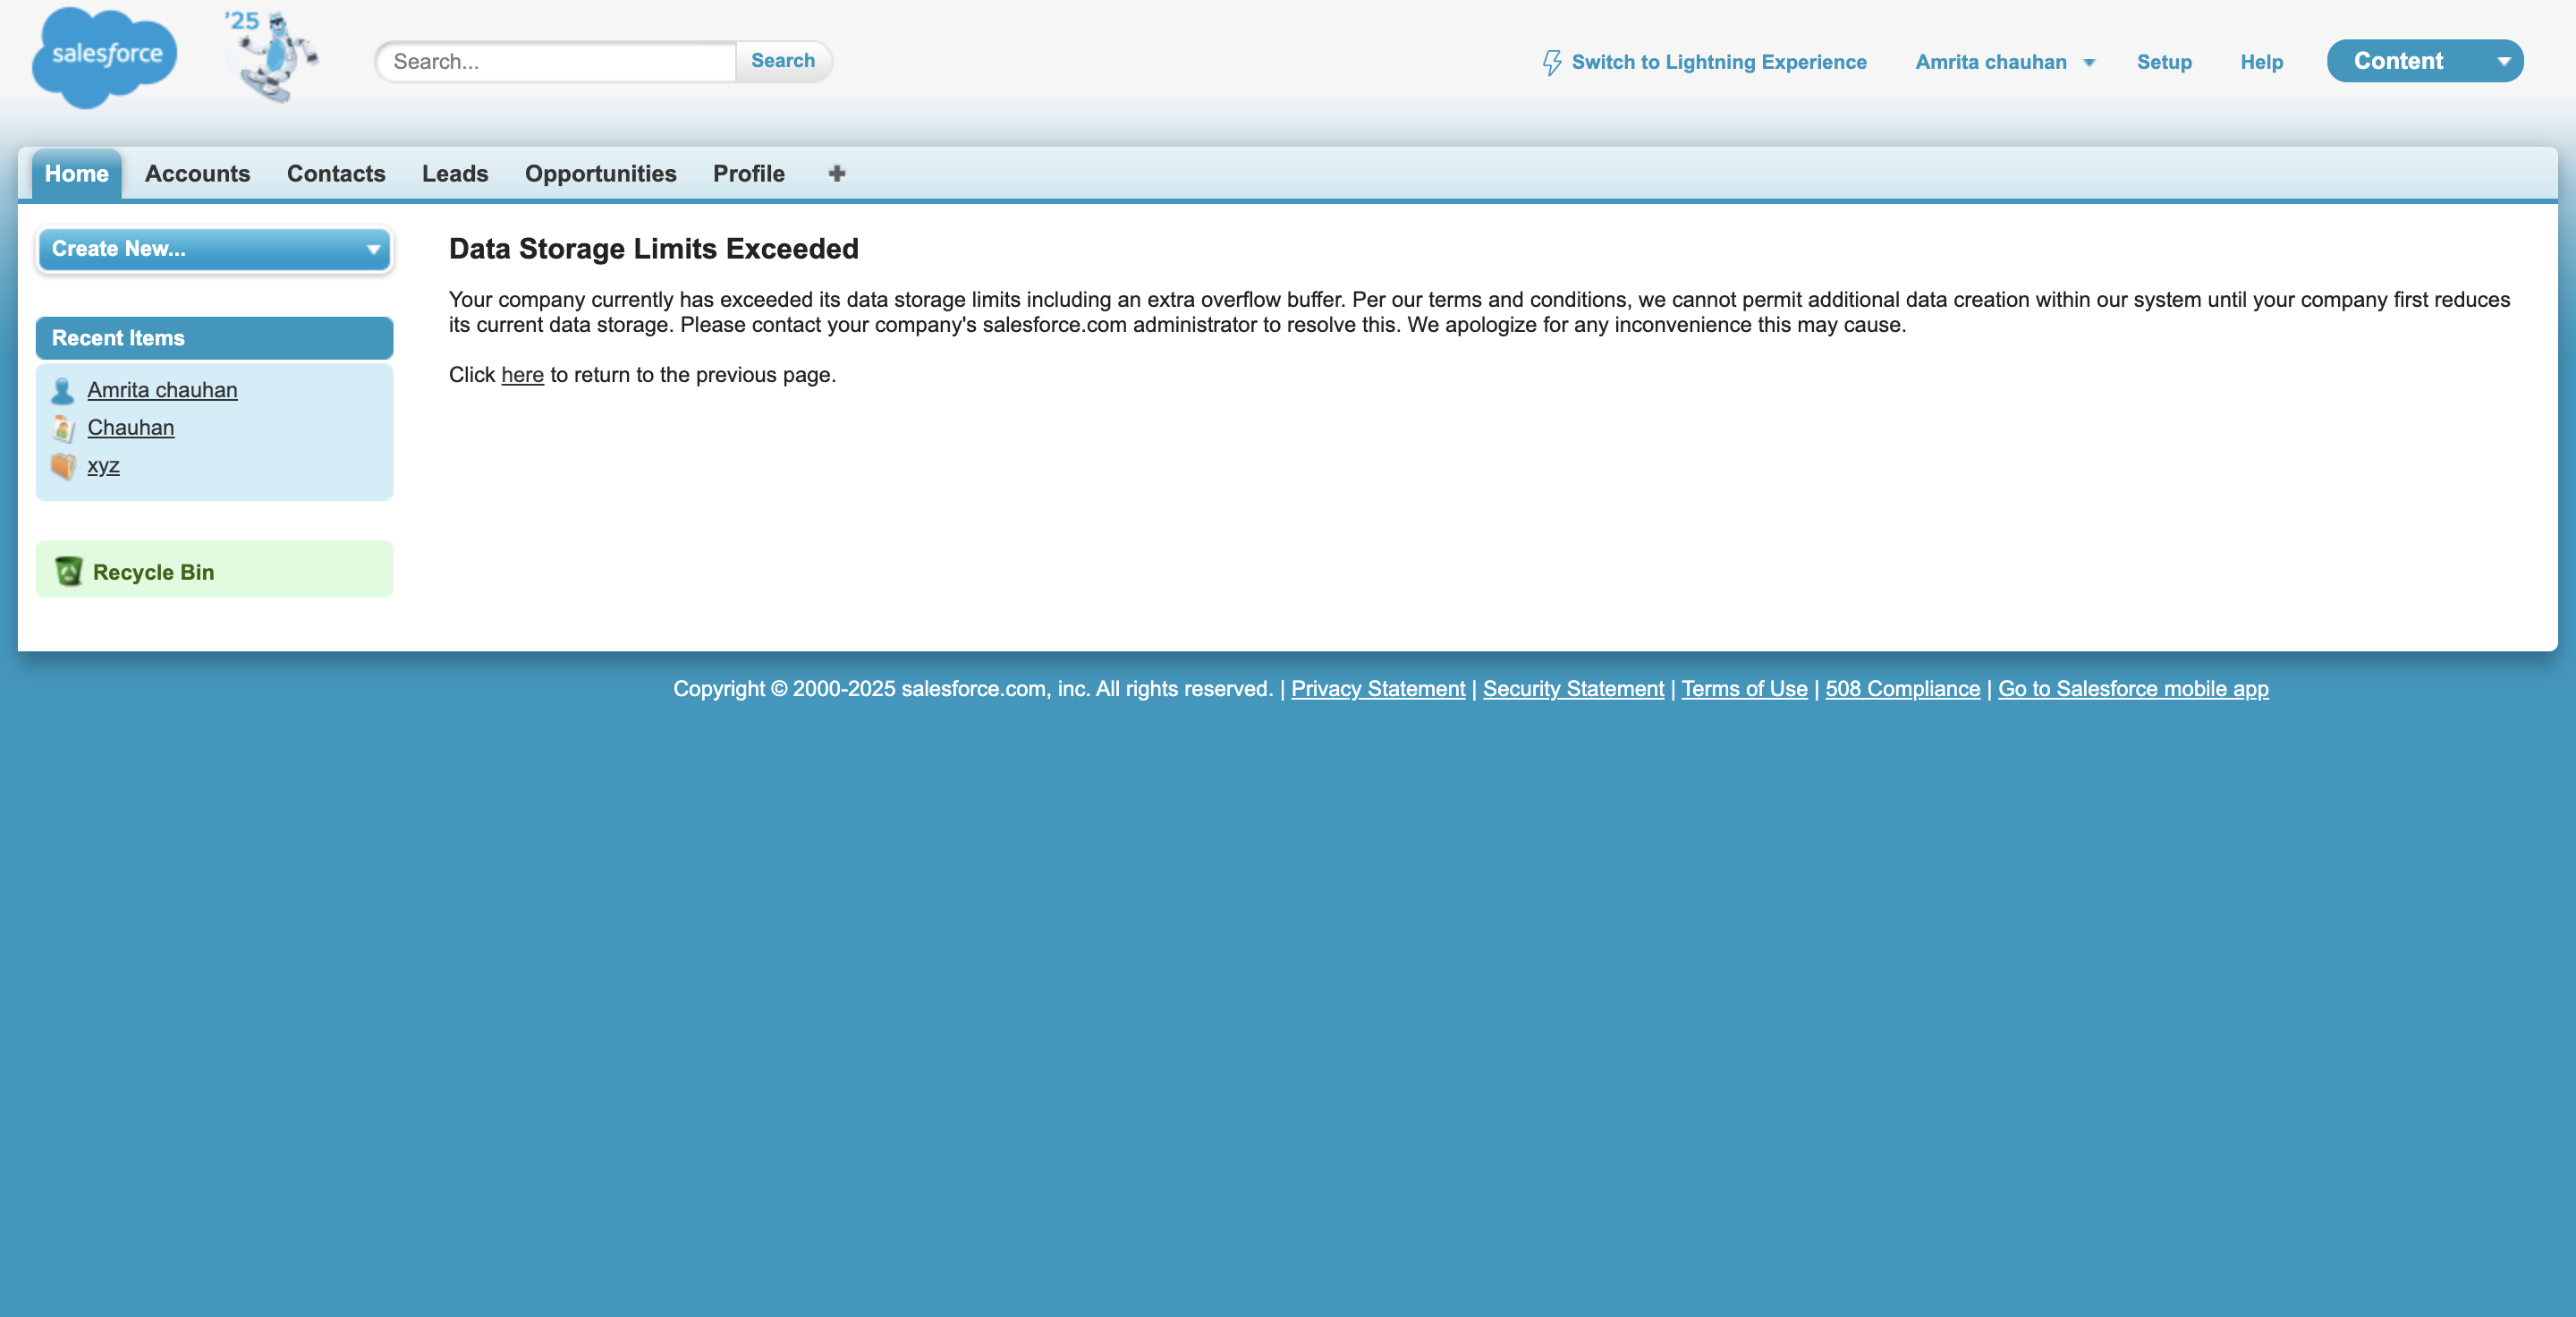 salesforce
'25
Search...
Search
Switch to Lightning Experience
Amrita chauhan
Setup
Help
Content
Home
Accounts
Contacts
Leads
Opportunities
Profile
Create New...
Recent Items
Amrita chauhan
Chauhan
xyz
Recycle Bin
Data Storage Limits Exceeded
Your company currently has exceeded its data storage limits including an extra overflow buffer. Per our terms and conditions, we cannot permit additional data creation within our system until your company first reduces
its current data storage. Please contact your company's salesforce.com administrator to resolve this. We apologize for any inconvenience this may cause.
Click here to return to the previous page.
Copyright © 2000-2025 salesforce.com, inc. All rights reserved. | Privacy Statement | Security Statement | Terms of Use | 508 Compliance | Go to Salesforce mobile app